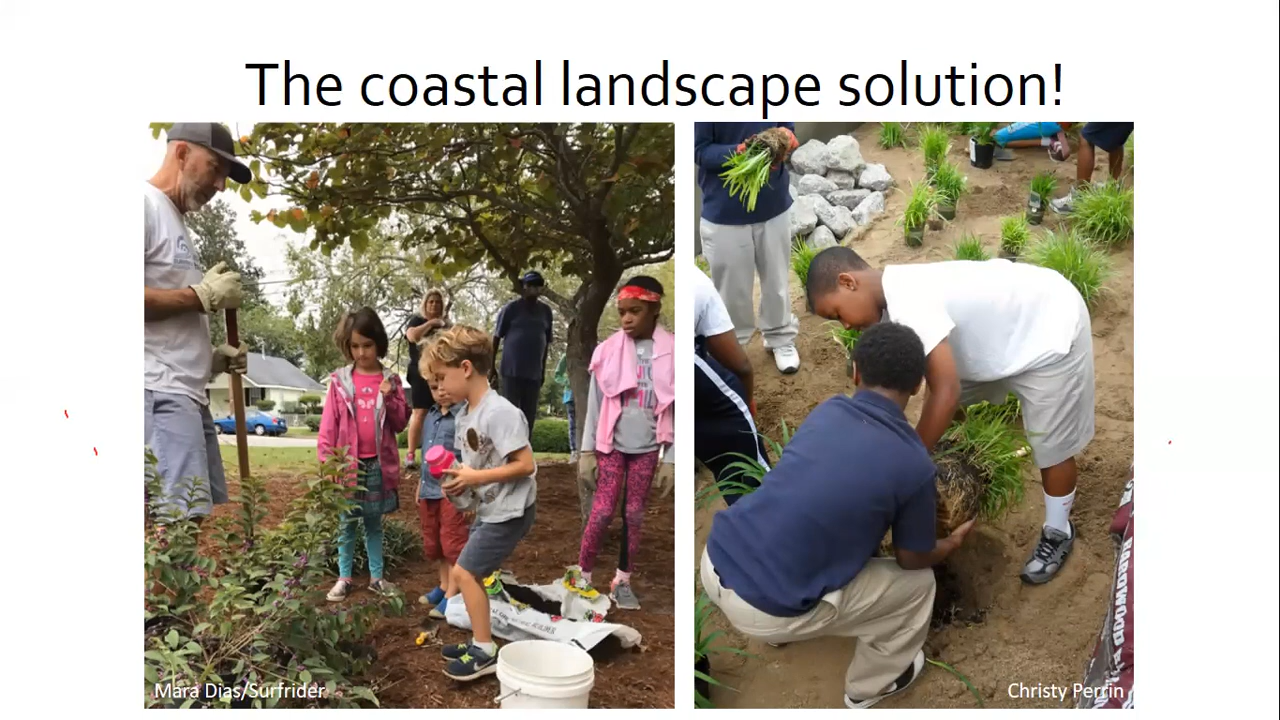 The coastal landscape solution!
Mara Dias/Surfrider
Christy Perrin